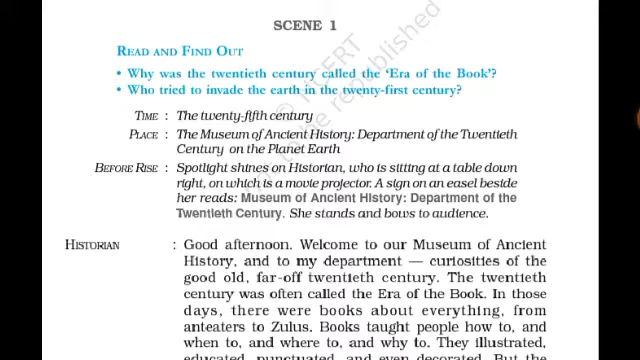 SCENE 1
READ AND FIND OUT
• Why was the twentieth century called the ‘Era of the Book’?
• Who tried to invade the earth in the twenty-first century?
TIME : The twenty-fifth century
PLACE : The Museum of Ancient History: Department of the Twentieth
Century on the Planet Earth
BEFORE RISE : Spotlight shines on Historian, who is sitting at a table down
right, on which is a movie projector. A sign on an easel beside
her reads: Museum of Ancient History: Department of the
Twentieth Century. She stands and bows to audience.
HISTORIAN : Good afternoon. Welcome to our Museum of Ancient
History, and to my department — curiosities of the
good old, far-off twentieth century. The twentieth
century was often called the Era of the Book. In those
days, there were books about everything, from
anteaters to Zulus. Books taught people how to, and
when to, and where to, and why to. They illustrated,
educated, punctuated, and even decorated. But the